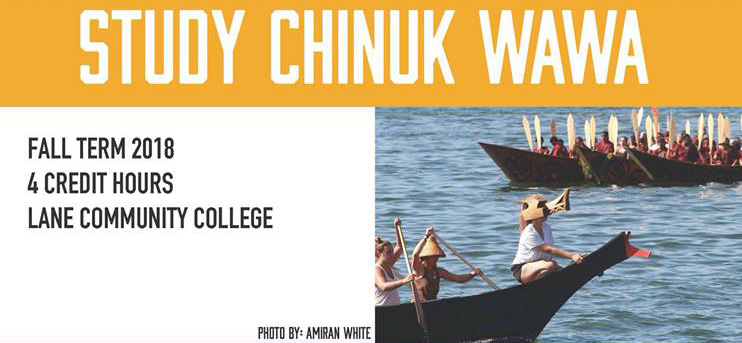 STUDY CHINUK WAWA
FALL TERM 2018
4 CREDIT HOURS
LANE COMMUNITY COLLEGE
PHOTO BY: AMIRAN WHITE